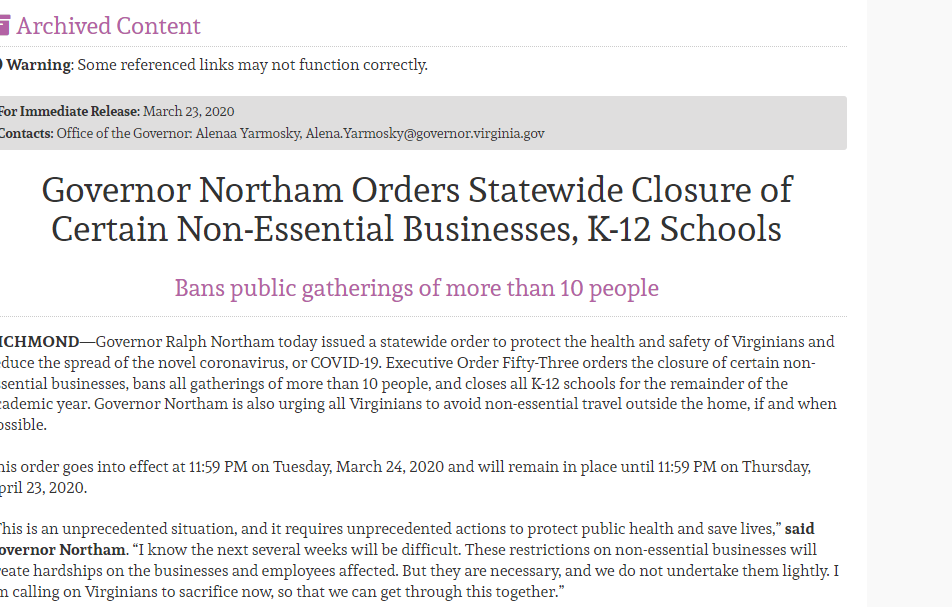 Archived Content
Warning: Some referenced links may not function correctly.
For Immediate Release: March 23, 2020
Contacts: Office of the Governor: Alenaa Yarmosky, Alena.Yarmosky@governor.virginia.gov
Governor Northam Orders Statewide Closure of
Certain Non-Essential Businesses, K-12 Schools
Bans public gatherings of more than 10 people
ICHMOND—Governor Ralph Northam today issued a statewide order to protect the health and safety of Virginians and
educe the spread of the novel coronavirus, or COVID-19. Executive Order Fifty-Three orders the closure of certain non-
ssential businesses, bans all gatherings of more than 10 people, and closes all K-12 schools for the remainder of the
cademic year. Governor Northam is also urging all Virginians to avoid non-essential travel outside the home, if and when
ossible.
his order goes into effect at 11:59 PM on Tuesday, March 24, 2020 and will remain in place until 11:59 PM on Thursday,
pril 23, 2020.
This is an unprecedented situation, and it requires unprecedented actions to protect public health and save lives,” said
overnor Northam. “I know the next several weeks will be difficult. These restrictions on non-essential businesses will
eate hardships on the businesses and employees affected. But they are necessary, and we do not undertake them lightly. I
m calling on Virginians to sacrifice now, so that we can get through this together.”